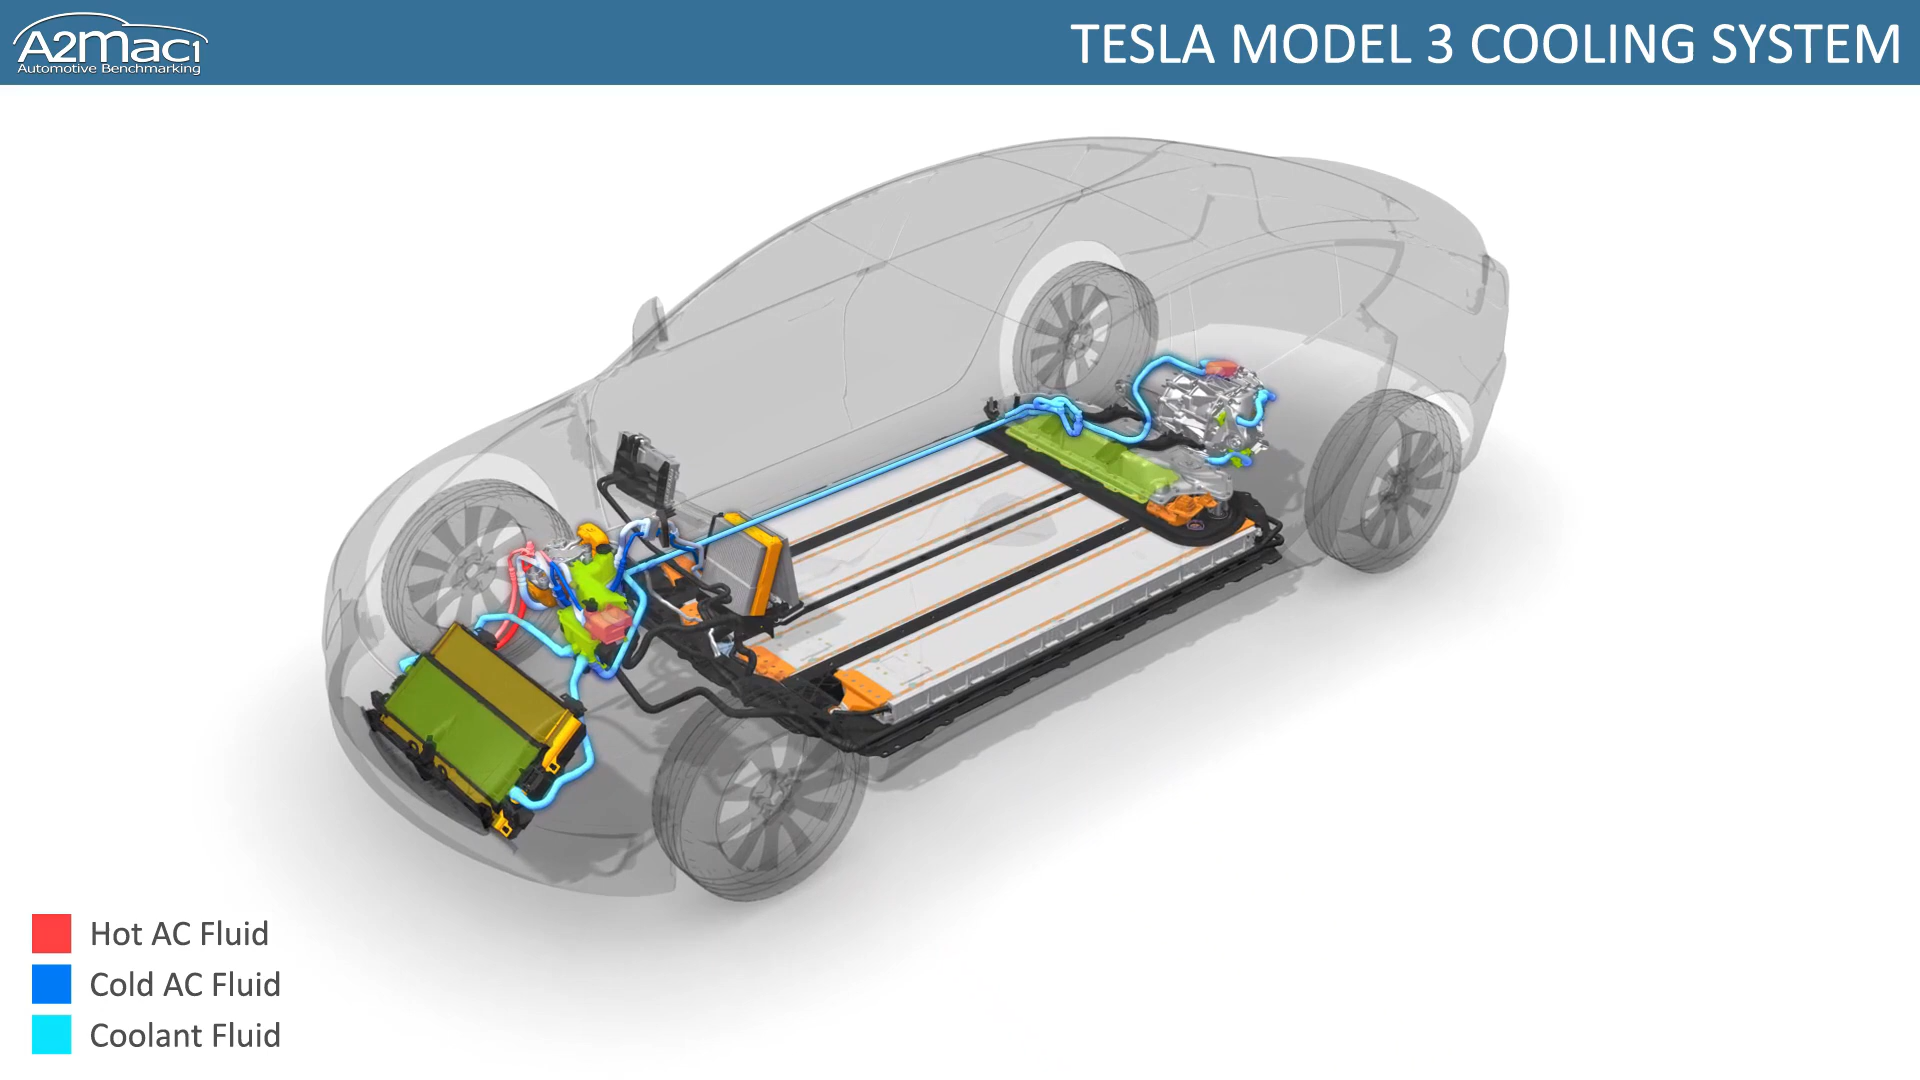 A2Mac1
Automotive Benchmarking
TESLA MODEL 3 COOLING SYSTEM
Hot AC Fluid
Cold AC Fluid
Coolant Fluid